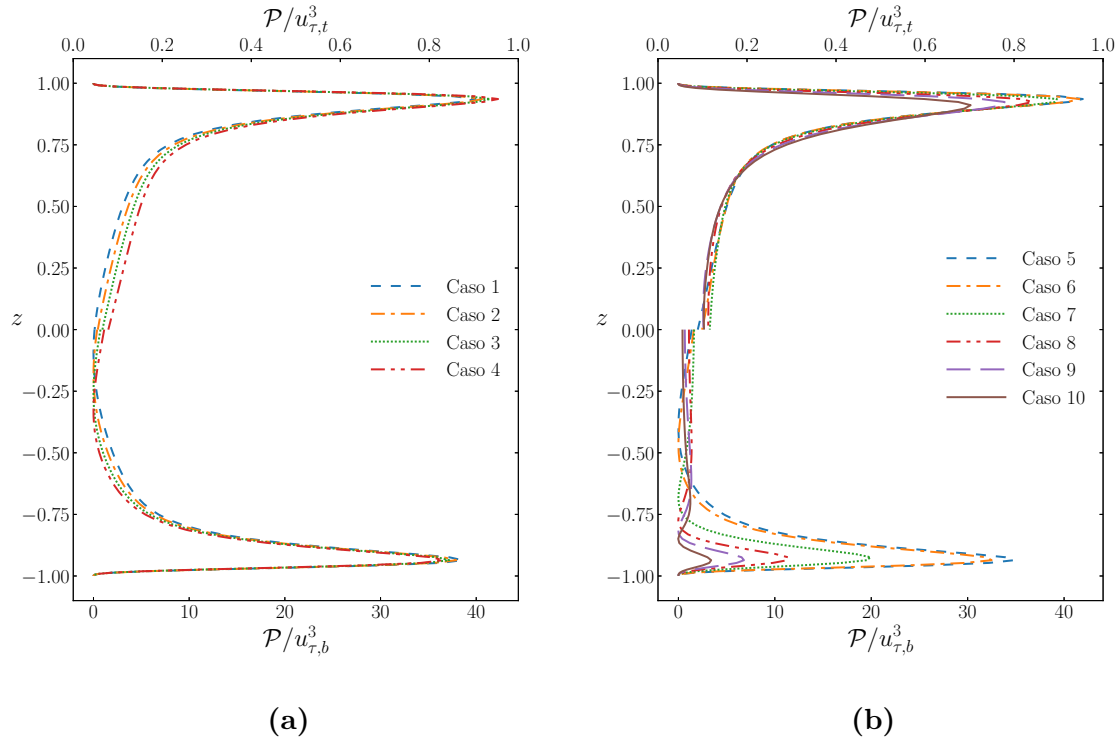 𝒫/u³_{τ,t}
0.0 0.2 0.4 0.6 0.8 1.0
1.00
0.75
0.50
0.25
z
0.00
−0.25
−0.50
−0.75
−1.00
Caso 1
Caso 2
Caso 3
Caso 4
0 10 20 30 40
𝒫/u³_{τ,b}
(a)
𝒫/u³_{τ,t}
0.0 0.2 0.4 0.6 0.8 1.0
1.00
0.75
0.50
0.25
z
0.00
−0.25
−0.50
−0.75
−1.00
Caso 5
Caso 6
Caso 7
Caso 8
Caso 9
Caso 10
0 10 20 30 40
𝒫/u³_{τ,b}
(b)